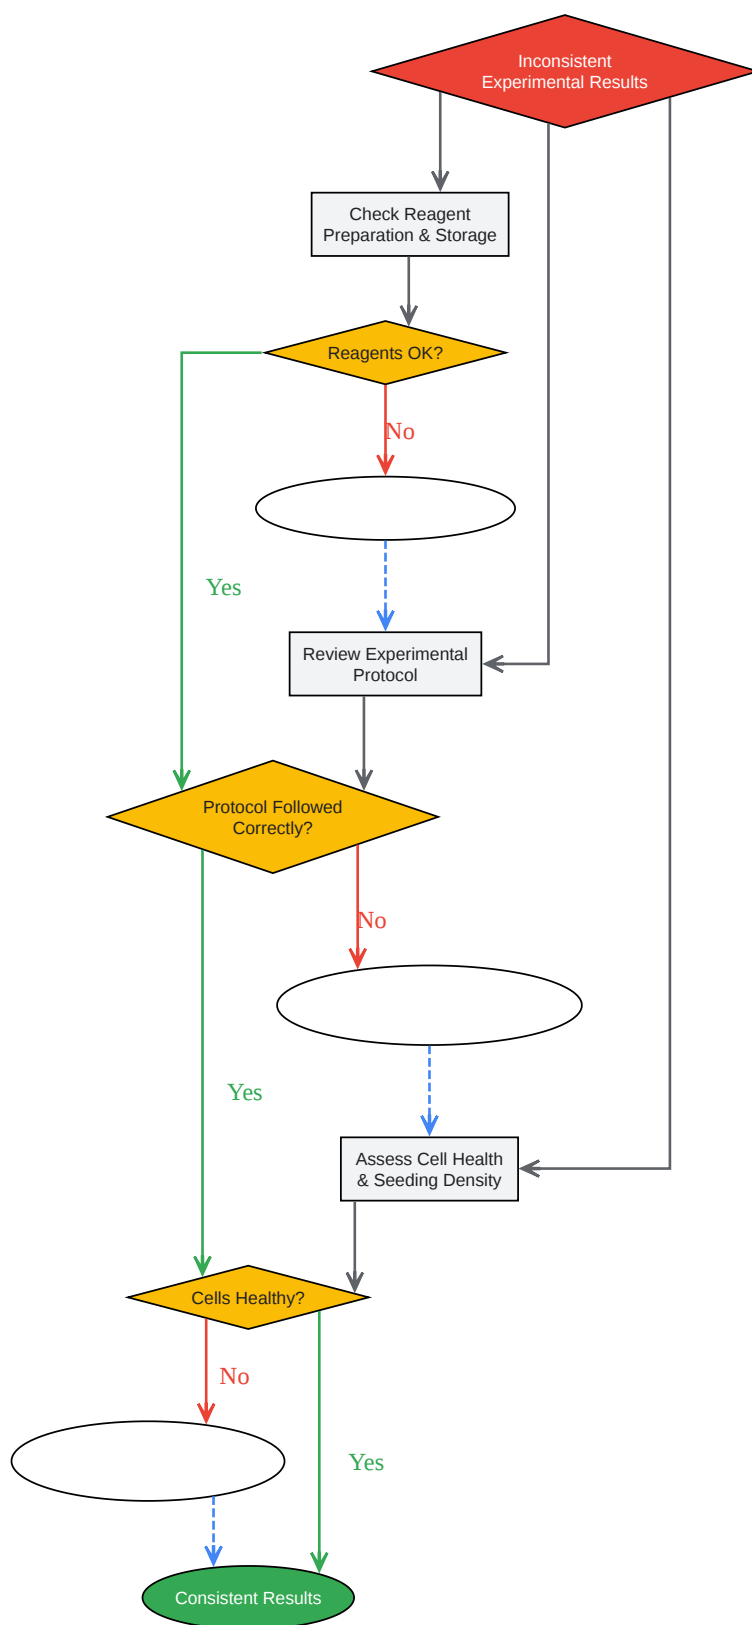 Inconsistent
Experimental Results
Check Reagent
Preparation & Storage
Reagents OK?
No
Yes
Review Experimental
Protocol
Protocol Followed
Correctly?
No
Yes
Assess Cell Health
& Seeding Density
Cells Healthy?
No
Yes
Consistent Results